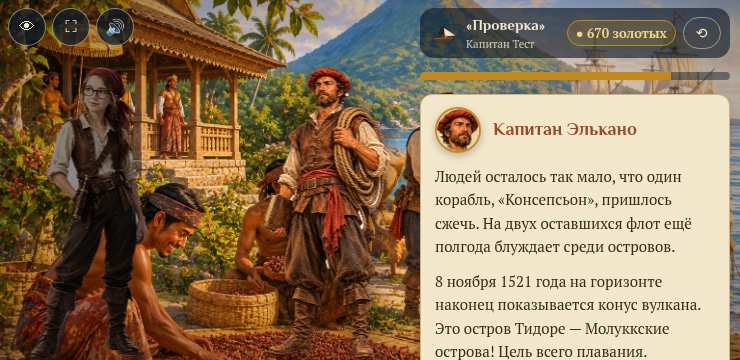 «Проверка»
Капитан Тест
670 золотых
Капитан Элькано
Людей осталось так мало, что один
корабль, «Консепсьон», пришлось
сжечь. На двух оставшихся флот ещё
полгода блуждает среди островов.
8 ноября 1521 года на горизонте
наконец показывается конус вулкана.
Это остров Тидоре — Молуккские
острова! Цель всего плавания.